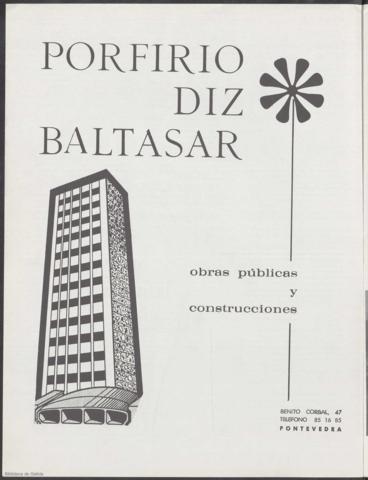 PORFIRIO
DIZ
BALTASAR
obras públicas
y
construcciones
BENITO CORBAL, 47
TELEFONO 85 16 85
PONTEVEDRA
Biblioteca de Galicia